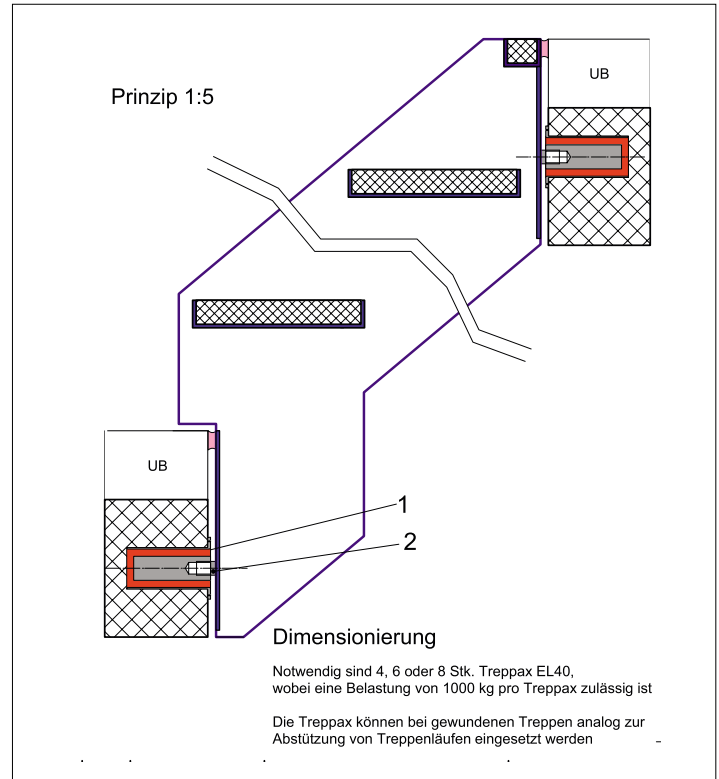 UB
Prinzip 1:5
UB
1
2
Dimensionierung
Notwendig sind 4, 6 oder 8 Stk. Treppax EL40,
wobei eine Belastung von 1000 kg pro Treppax zulässig ist
Die Treppax können bei gewundenen Treppen analog zur
Abstützung von Treppenläufen eingesetzt werden